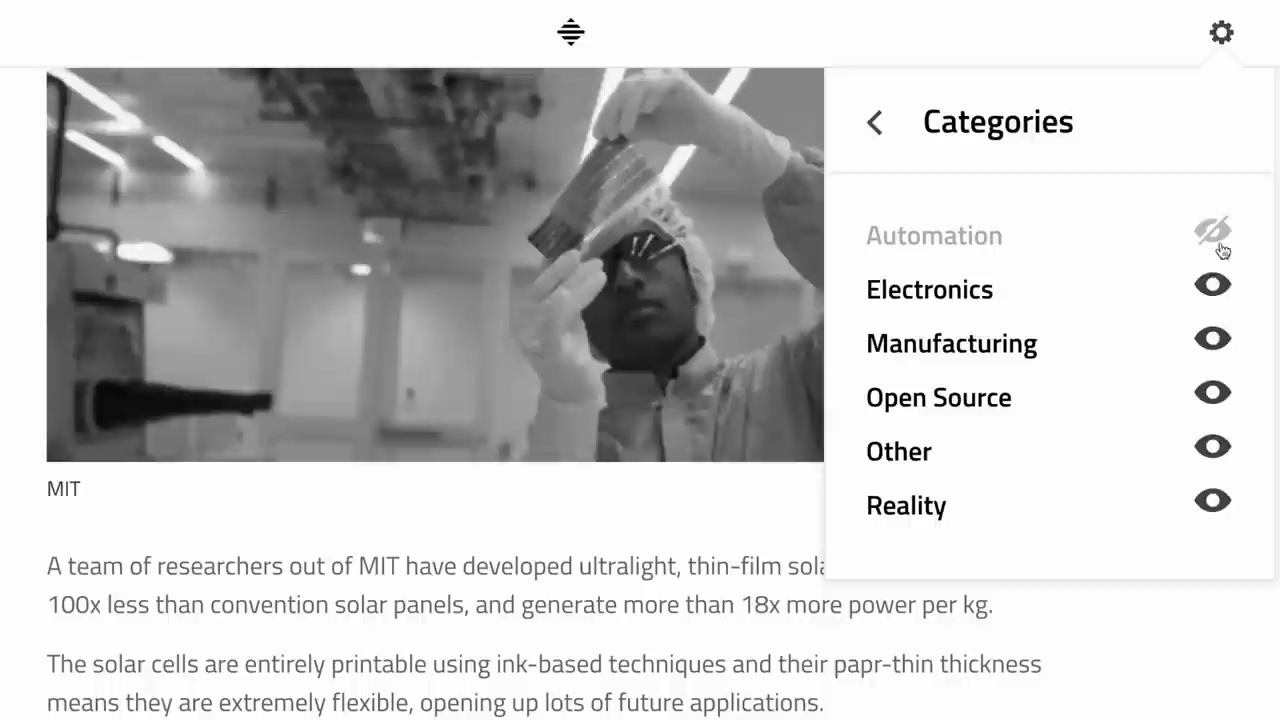 Categories
Automation
Electronics
Manufacturing
Open Source
Other
Reality
MIT
A team of researchers out of MIT have developed ultralight, thin-film sola
100x less than convention solar panels, and generate more than 18x more power per kg.
The solar cells are entirely printable using ink-based techniques and their papr-thin thickness
means they are extremely flexible, opening up lots of future applications.